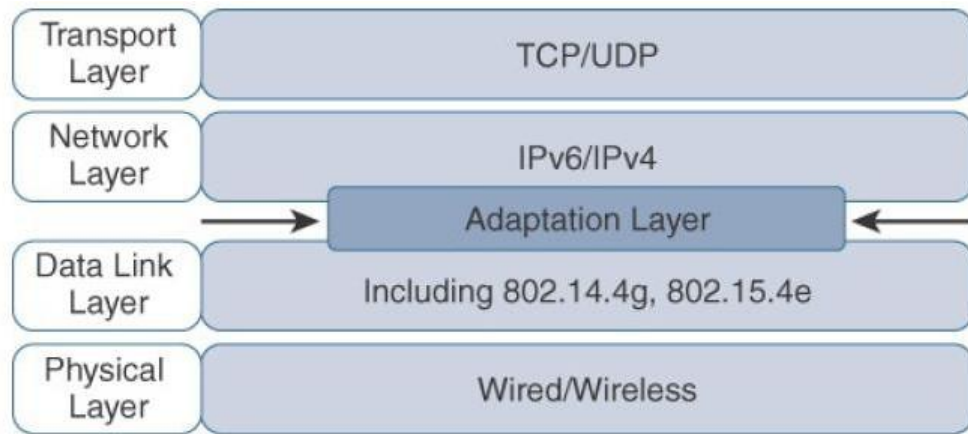 Transport
Layer
TCP/UDP
Network
Layer
IPv6/IPv4
Adaptation Layer
Data Link
Layer
Including 802.14.4g, 802.15.4e
Physical
Layer
Wired/Wireless